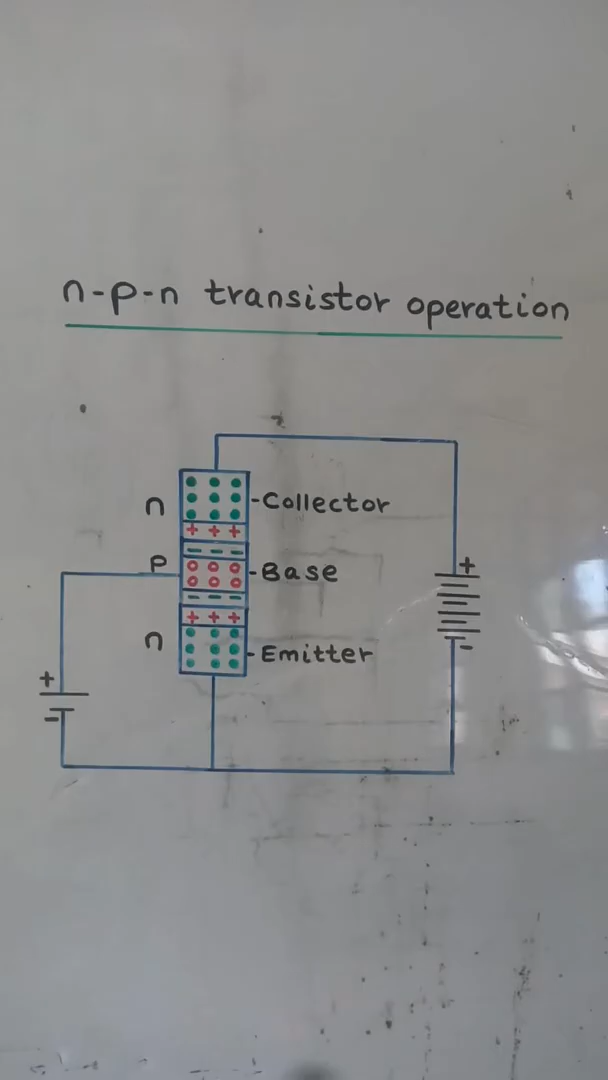 n-p-n transistor operation
n -Collector
+ + +
- - -
P -Base
- - -
+ + +
n -Emitter
+
-
+
-